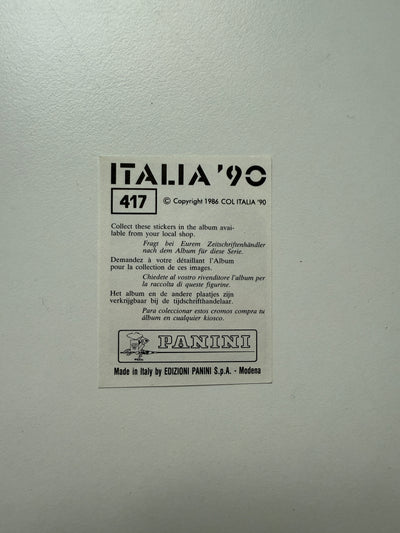 ITALIA '90
417 © Copyright 1986 COL ITALIA '90
Collect these stickers in the album avai-
lable from your local shop.
Fragt bei Eurem Zeitschriftenhändler
nach dem Album für diese Serie.
Demandez à votre détaillant l'Album
pour la collection de ces images.
Chiedete al vostro rivenditore l'album per
la raccolta di queste figurine.
Het album en de andere plaatjes zijn
verkrijgbaar bij de tijdschrifthandelaar.
Para coleccionar estos cromos compra tu
álbum en cualquier kiosco.
PANINI
Made in Italy by EDIZIONI PANINI S.p.A. - Modena